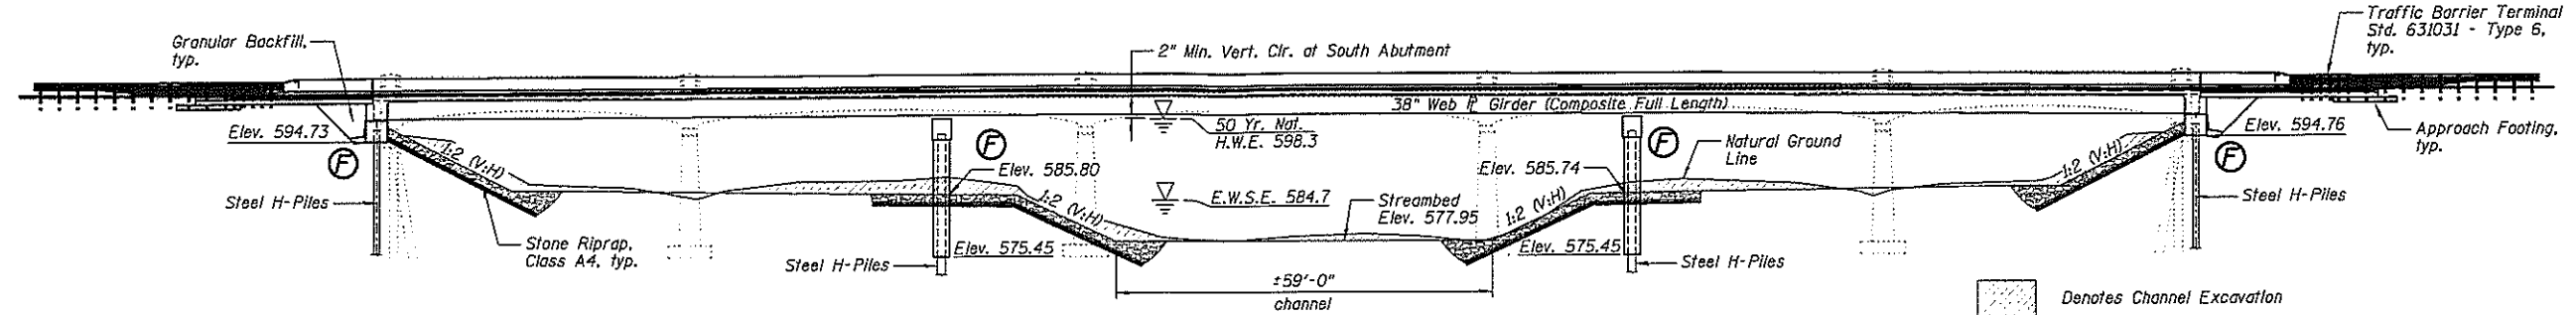 Traffic Barrier Terminal
Std. 631031 - Type 6,
typ.
Granular Backfill,
typ.
2" Min. Vert. Clr. at South Abutment
38" Web ⅊ Girder (Composite Full Length)
50 Yr. Nat.
H.W.E. 598.3
Elev. 594.73
Elev. 594.76
Approach Footing,
typ.
Natural Ground
Line
F
F
F
F
1:2 (V:H)
1:2 (V:H)
Elev. 585.80
Elev. 585.74
1:2 (V:H)
1:2 (V:H)
Steel H-Piles
E.W.S.E. 584.7
Streambed
Elev. 577.95
Steel H-Piles
Stone Riprap,
Class A4, typ.
Elev. 575.45
Elev. 575.45
Steel H-Piles
Steel H-Piles
±59'-0"
channel
Denotes Channel Excavation